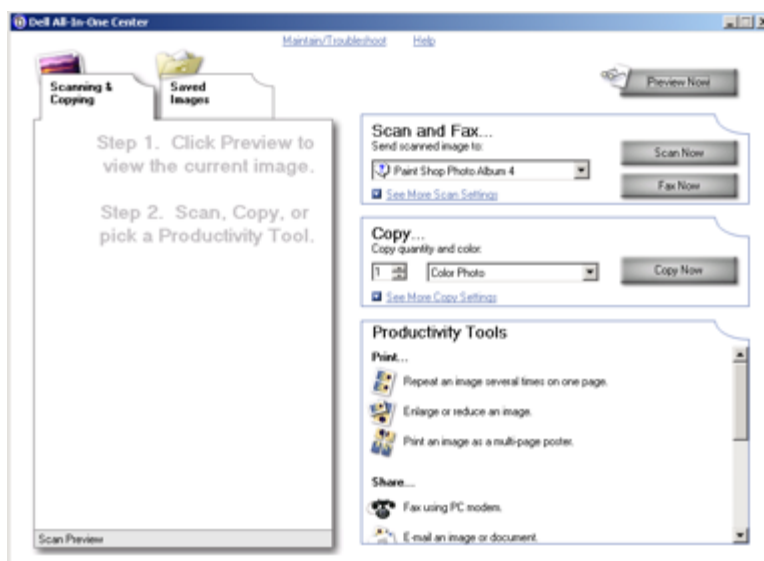 Dell All-In-One Center
Maintain/Troubleshoot Help
Scanning &
Copying
Saved
Images
Preview Now
Step 1. Click Preview to
view the current image.
Step 2. Scan, Copy, or
pick a Productivity Tool.
Scan Preview
Scan and Fax...
Send scanned image to:
Paint Shop Photo Album 4
See More Scan Settings
Scan Now
Fax Now
Copy...
Copy quantity and color:
1 Color Photo
See More Copy Settings
Copy Now
Productivity Tools
Print...
Repeat an image several times on one page.
Enlarge or reduce an image.
Print an image as a multi-page poster.
Share...
Fax using PC modem.
E-mail an image or document.